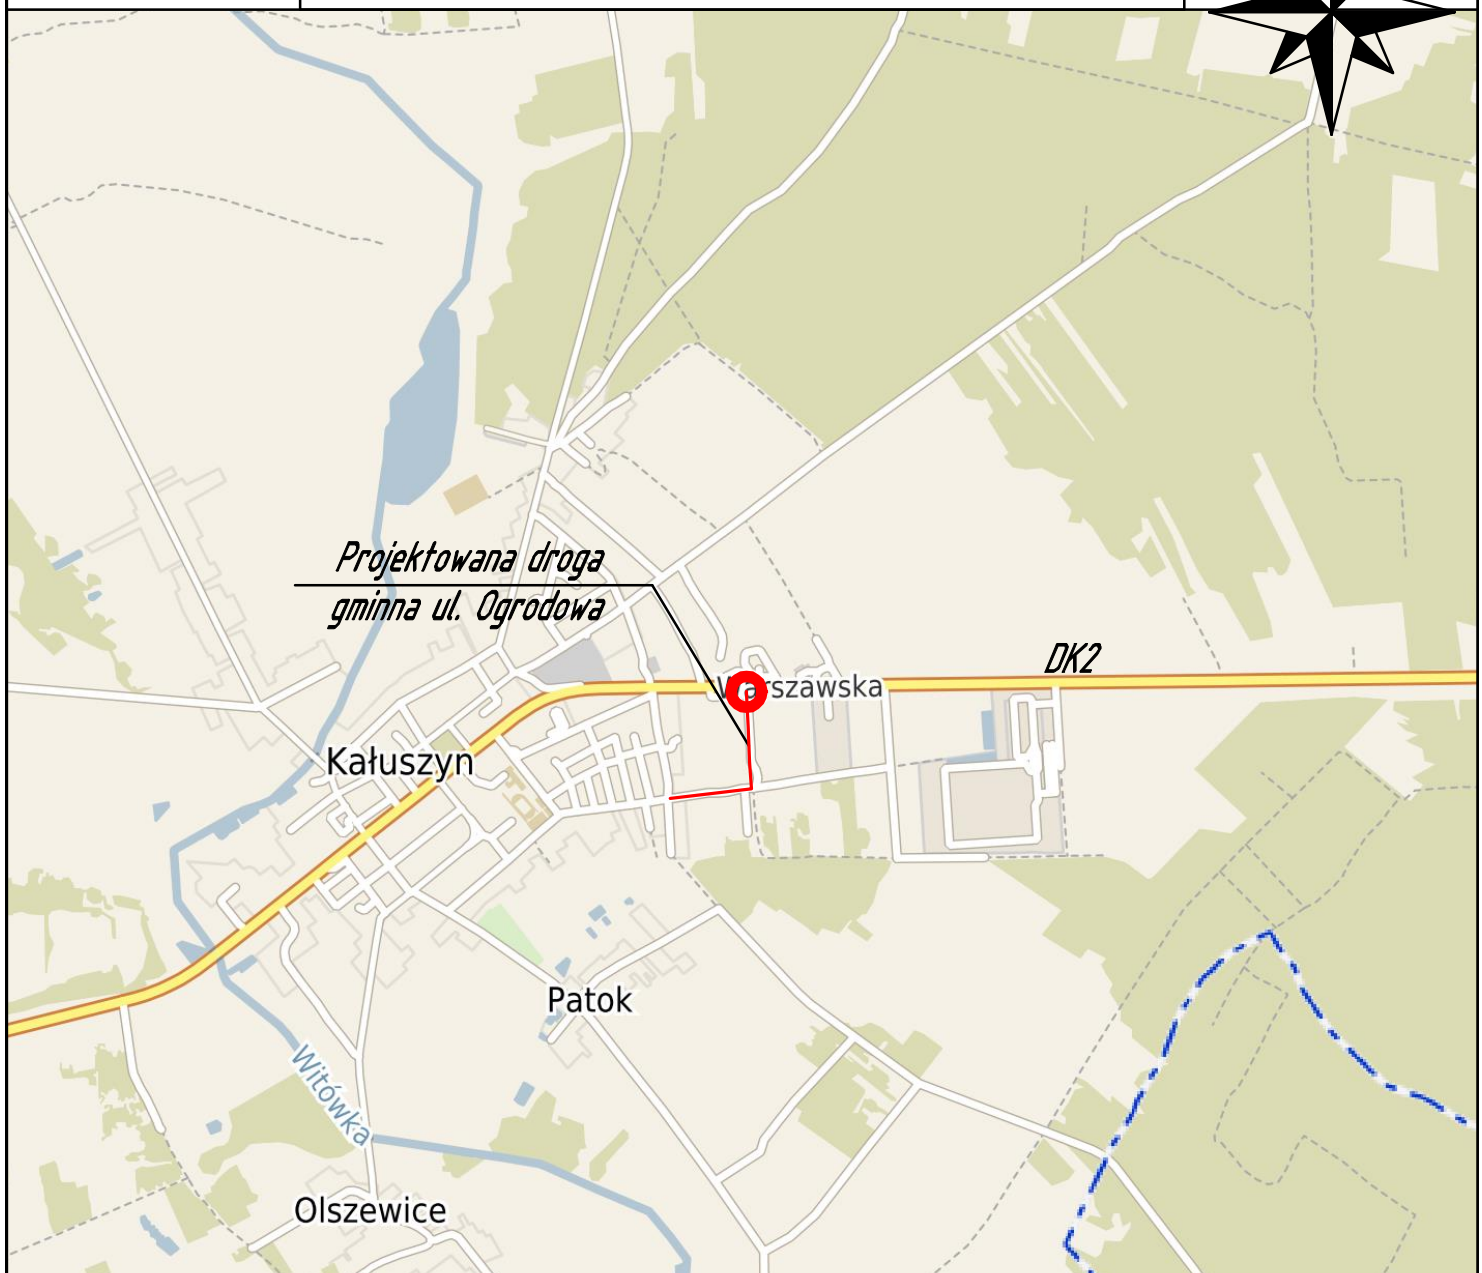 Projektowana droga
gminna ul. Ogrodowa
DK2
Warszawska
Kałuszyn
Patok
Witówka
Olszewice